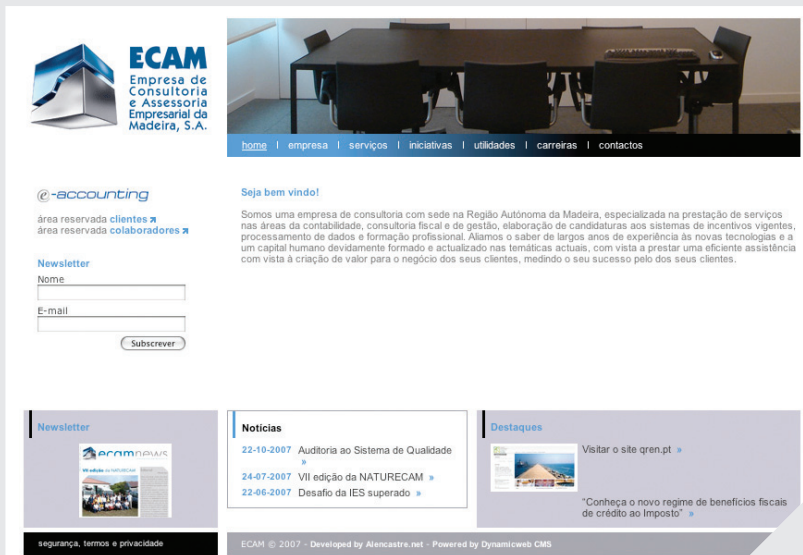 ECAM
Empresa de
Consultoria
e Assessoria
Empresarial da
Madeira, S.A.
home | empresa | serviços | iniciativas | utilidades | carreiras | contactos
e-accounting
área reservada clientes
área reservada colaboradores
Newsletter
Nome
E-mail
Subscrever
Seja bem vindo!
Somos uma empresa de consultoria com sede na Região Autónoma da Madeira, especializada na prestação de serviços
nas áreas da contabilidade, consultoria fiscal e de gestão, elaboração de candidaturas aos sistemas de incentivos vigentes,
processamento de dados e formação profissional. Aliamos o saber de largos anos de experiência às novas tecnologias e a
um capital humano devidamente formado e actualizado nas temáticas actuais, com vista a prestar uma eficiente assistência
com vista à criação de valor para o negócio dos seus clientes, medindo o seu sucesso pelo dos seus clientes.
Newsletter
ecamnews
VII edição da NATURECAM
Notícias
22-10-2007 Auditoria ao Sistema de Qualidade
»
24-07-2007 VII edição da NATURECAM »
22-06-2007 Desafio da IES superado »
Destaques
Visitar o site qren.pt »
"Conheça o novo regime de benefícios fiscais
de crédito ao Imposto" »
segurança, termos e privacidade
ECAM © 2007 - Developed by Alencastre.net - Powered by Dynamicweb CMS